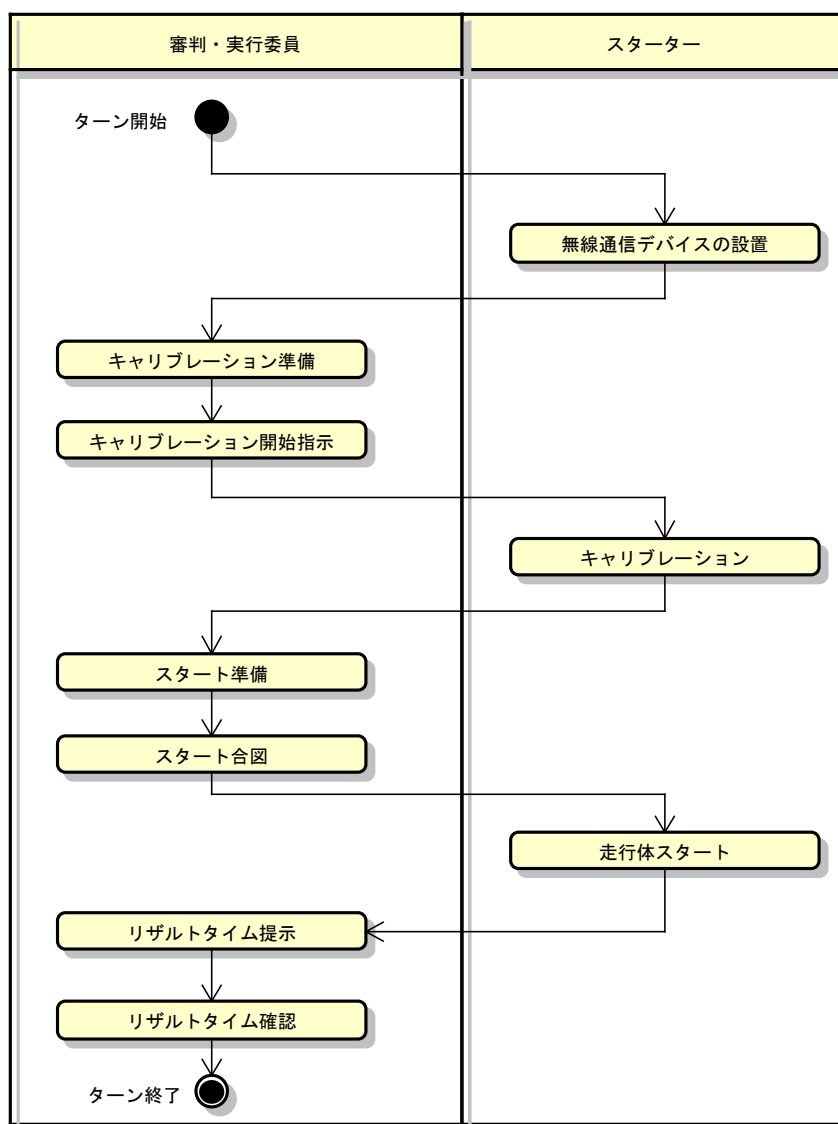 審判・実行委員
スターター
ターン開始
無線通信デバイスの設置
キャリブレーション準備
キャリブレーション開始指示
キャリブレーション
スタート準備
スタート合図
走行体スタート
リザルトタイム提示
リザルトタイム確認
ターン終了